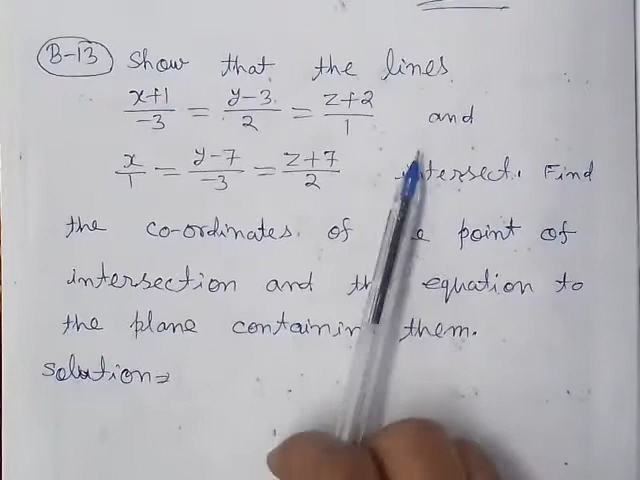 B-13 Show that the lines
x+1/-3 = y-3/2 = z+2/1 and
x/1 = y-7/-3 = z+7/2 intersect. Find
the co-ordinates. of point of
intersection and equation to
the plane them.
Solution=